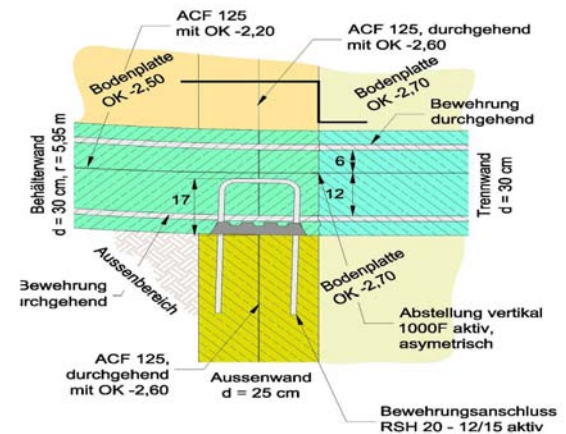 ACF 125
mit OK -2,20
ACF 125, durchgehend
mit OK -2,60
Bodenplatte
OK -2,50
Bodenplatte
OK -2,70
Bewehrung
durchgehend
Behälterwand
d = 30 cm, r = 5,95 m
6
12
17
Trennwand
d = 30 cm
Aussenbereich
Bewehrung
urchgehend
Bodenplatte
OK -2,70
Abstellung vertikal
1000F aktiv,
asymetrisch
ACF 125,
durchgehend
mit OK -2,60
Aussenwand
d = 25 cm
Bewehrungsanschluss
RSH 20 - 12/15 aktiv